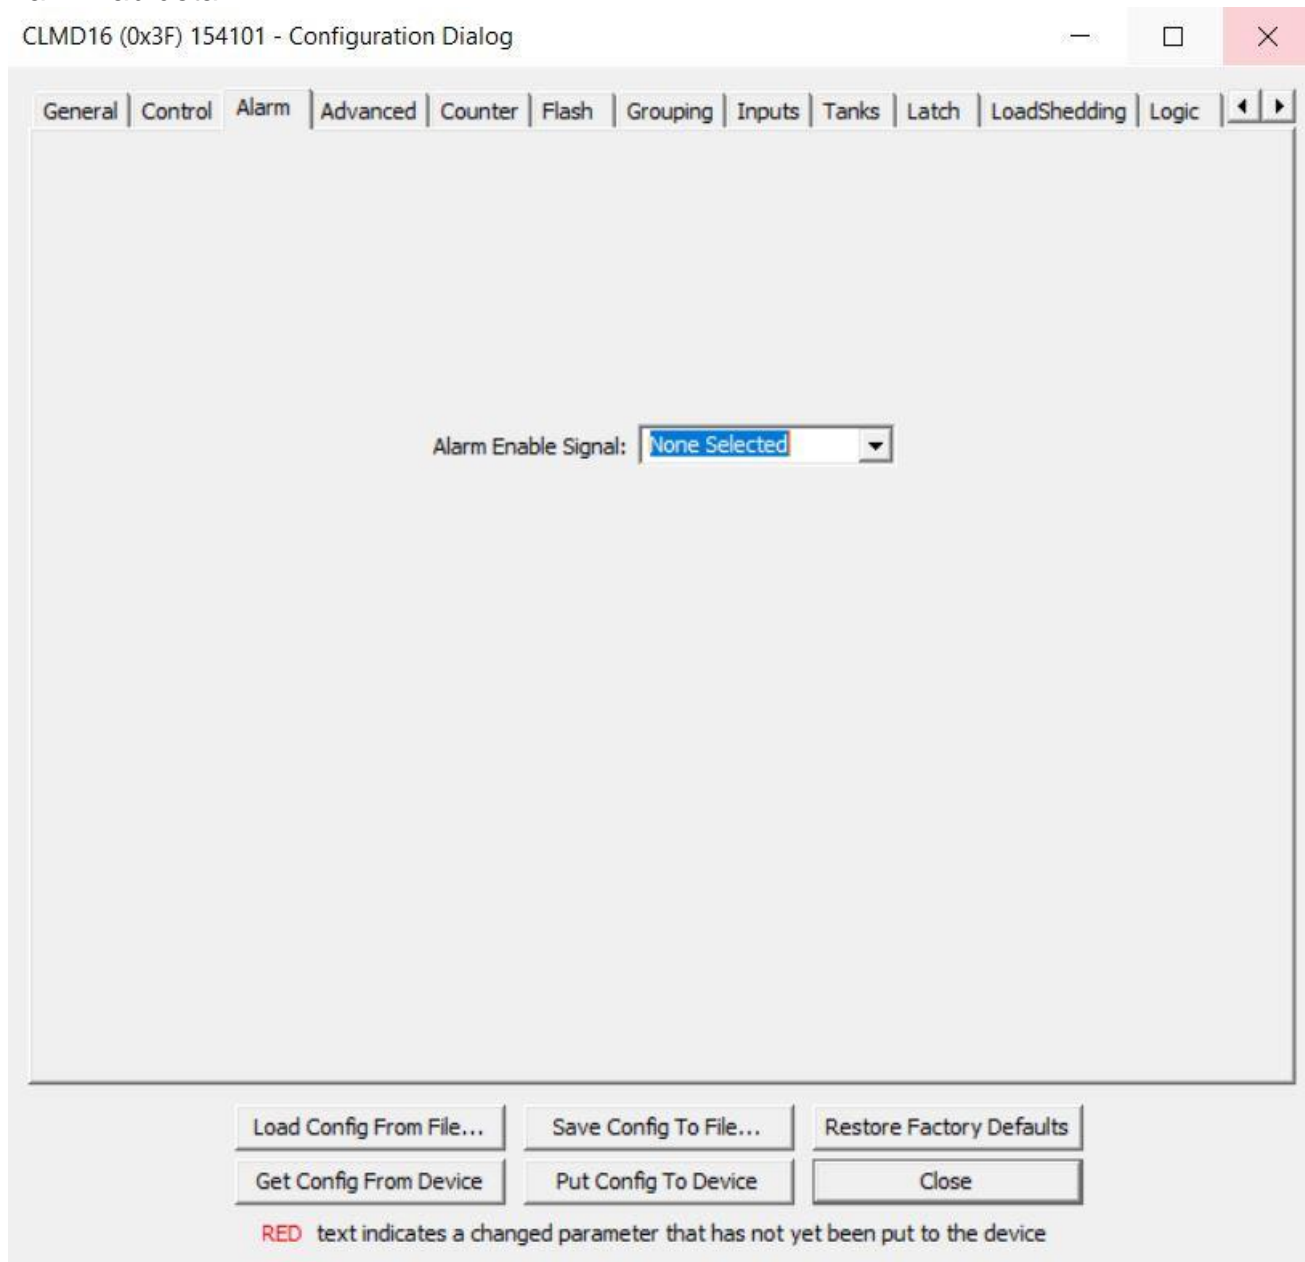 CLMD16 (0x3F) 154101 - Configuration Dialog
General Control Alarm Advanced Counter Flash Grouping Inputs Tanks Latch LoadShedding Logic
Alarm Enable Signal: None Selected
Load Config From File... Save Config To File... Restore Factory Defaults
Get Config From Device Put Config To Device Close
RED text indicates a changed parameter that has not yet been put to the device